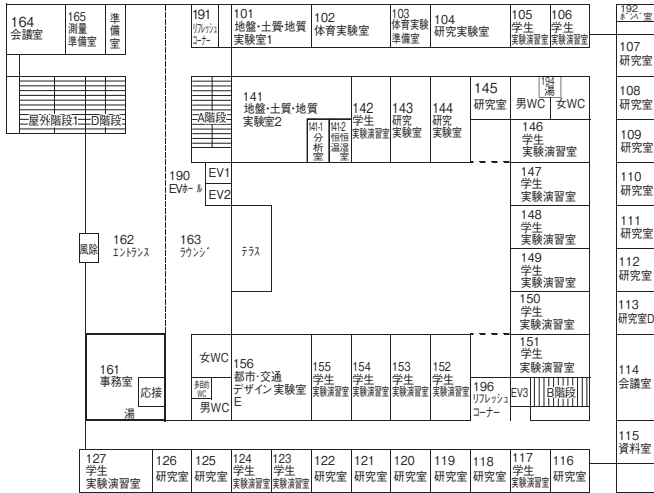 164
会議室
165
測量
準備室
準
備
室
191
リフレッシュ
コーナー
101
地盤・土質・地質
実験室1
102
体育実験室
103
体育実験
準備室
104
研究実験室
105
学生
実験演習室
106
学生
実験演習室
192
ボンベ室
107
研究室
屋外階段1
D階段
A階段
141
地盤・土質・地質
実験室2
141-1
分
析
室
141-2
恒恒
温湿
室
142
学生
実験演習室
143
研究
実験室
144
研究
実験室
145
研究室
194
湯
男WC
女WC
108
研究室
146
学生
実験演習室
109
研究室
190
EVホール
EV1
EV2
147
学生
実験演習室
110
研究室
風除
162
エントランス
163
ラウンジ
テラス
148
学生
実験演習室
111
研究室
149
学生
実験演習室
112
研究室
150
学生
実験演習室
113
研究室D
161
事務室
応接
湯
女WC
多目的
WC
男WC
156
都市・交通
デザイン実験室
E
155
学生
実験演習室
154
学生
実験演習室
153
学生
実験演習室
152
学生
実験演習室
151
学生
実験演習室
196
リフレッシュ
コーナー
EV3
B階段
114
会議室
115
資料室
127
学生
実験演習室
126
研究室
125
研究室
124
学生
実験演習室
123
学生
実験演習室
122
研究室
121
研究室
120
研究室
119
研究室
118
研究室
117
学生
実験演習室
116
研究室